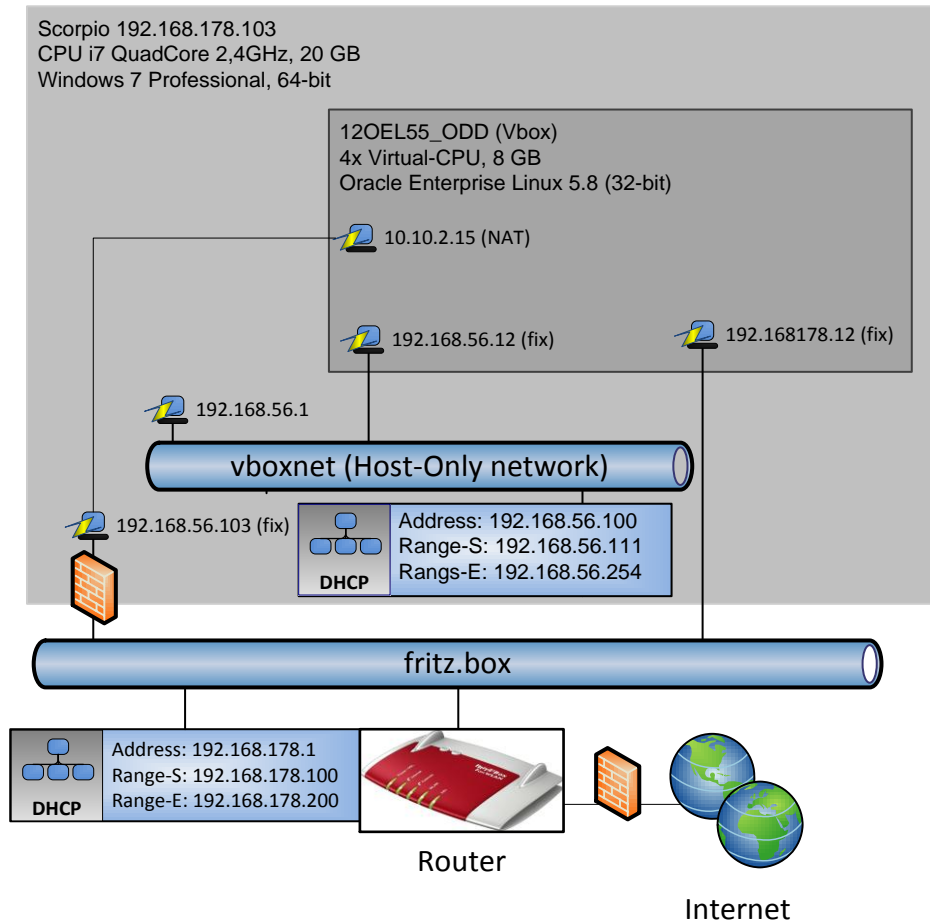 Scorpio 192.168.178.103
CPU i7 QuadCore 2,4GHz, 20 GB
Windows 7 Professional, 64-bit
12OEL55_ODD (Vbox)
4x Virtual-CPU, 8 GB
Oracle Enterprise Linux 5.8 (32-bit)
10.10.2.15 (NAT)
192.168.56.12 (fix)
192.168178.12 (fix)
192.168.56.1
vboxnet (Host-Only network)
192.168.56.103 (fix)
DHCP
Address: 192.168.56.100
Range-S: 192.168.56.111
Rangs-E: 192.168.56.254
fritz.box
DHCP
Address: 192.168.178.1
Range-S: 192.168.178.100
Range-E: 192.168.178.200
Router
Internet